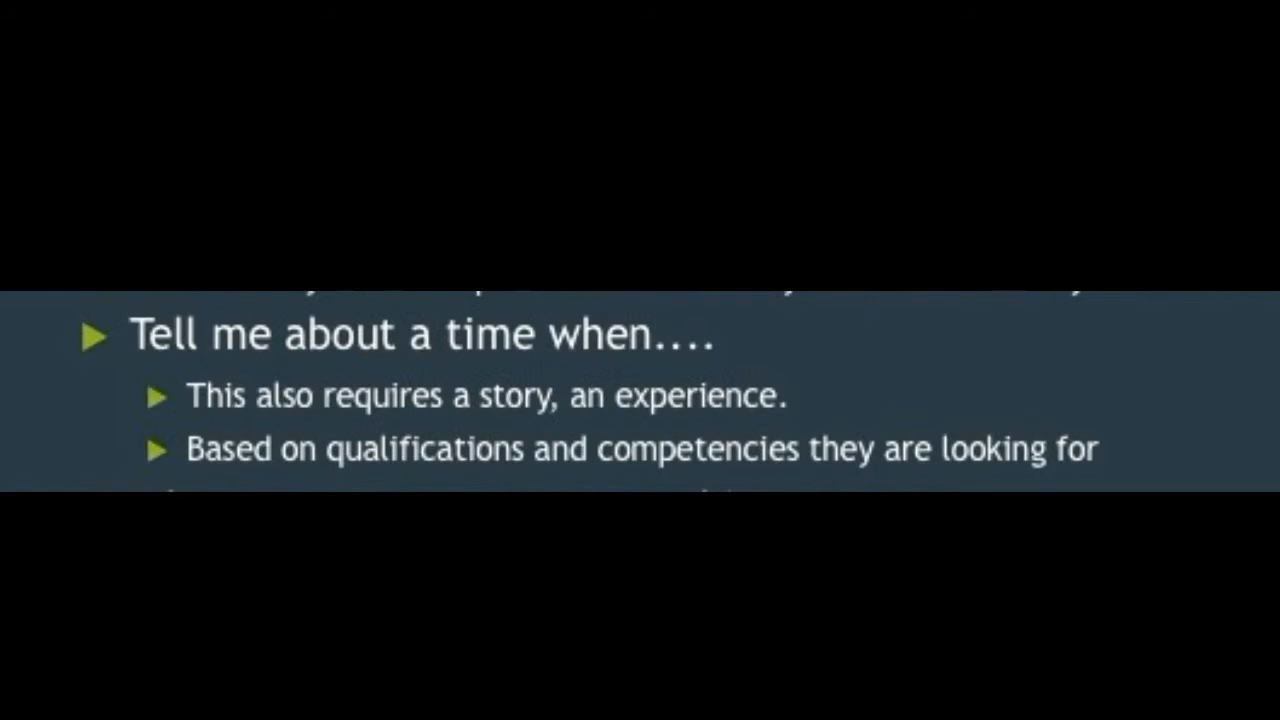 Tell me about a time when....
This also requires a story, an experience.
Based on qualifications and competencies they are looking for